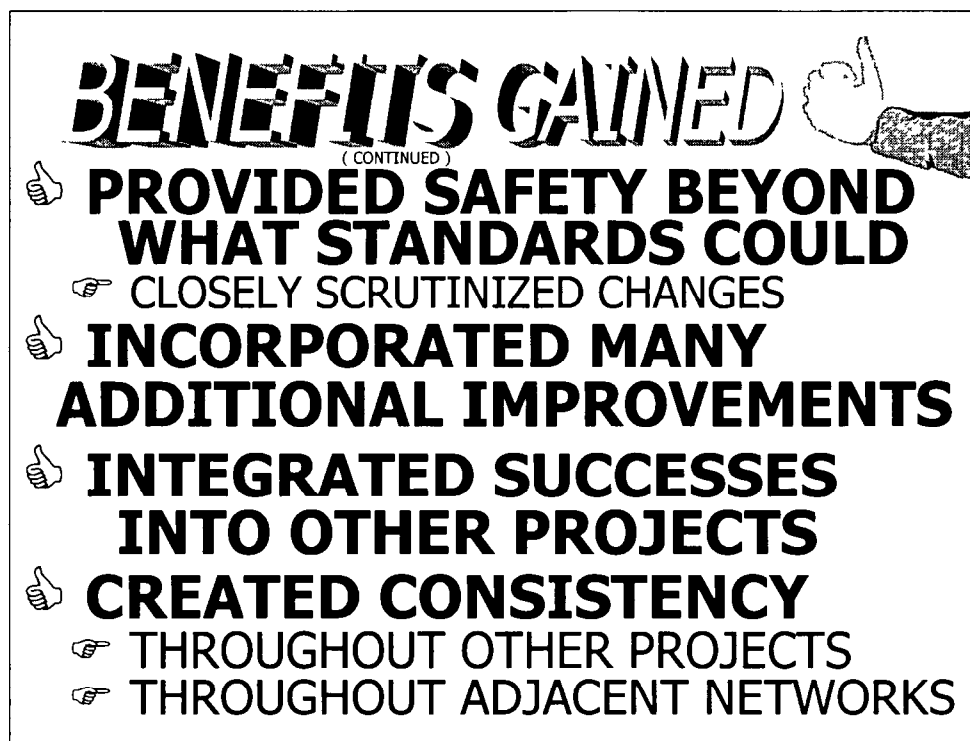 BENEFITS GAINED
( CONTINUED )
PROVIDED SAFETY BEYOND
WHAT STANDARDS COULD
CLOSELY SCRUTINIZED CHANGES
INCORPORATED MANY
ADDITIONAL IMPROVEMENTS
INTEGRATED SUCCESSES
INTO OTHER PROJECTS
CREATED CONSISTENCY
THROUGHOUT OTHER PROJECTS
THROUGHOUT ADJACENT NETWORKS